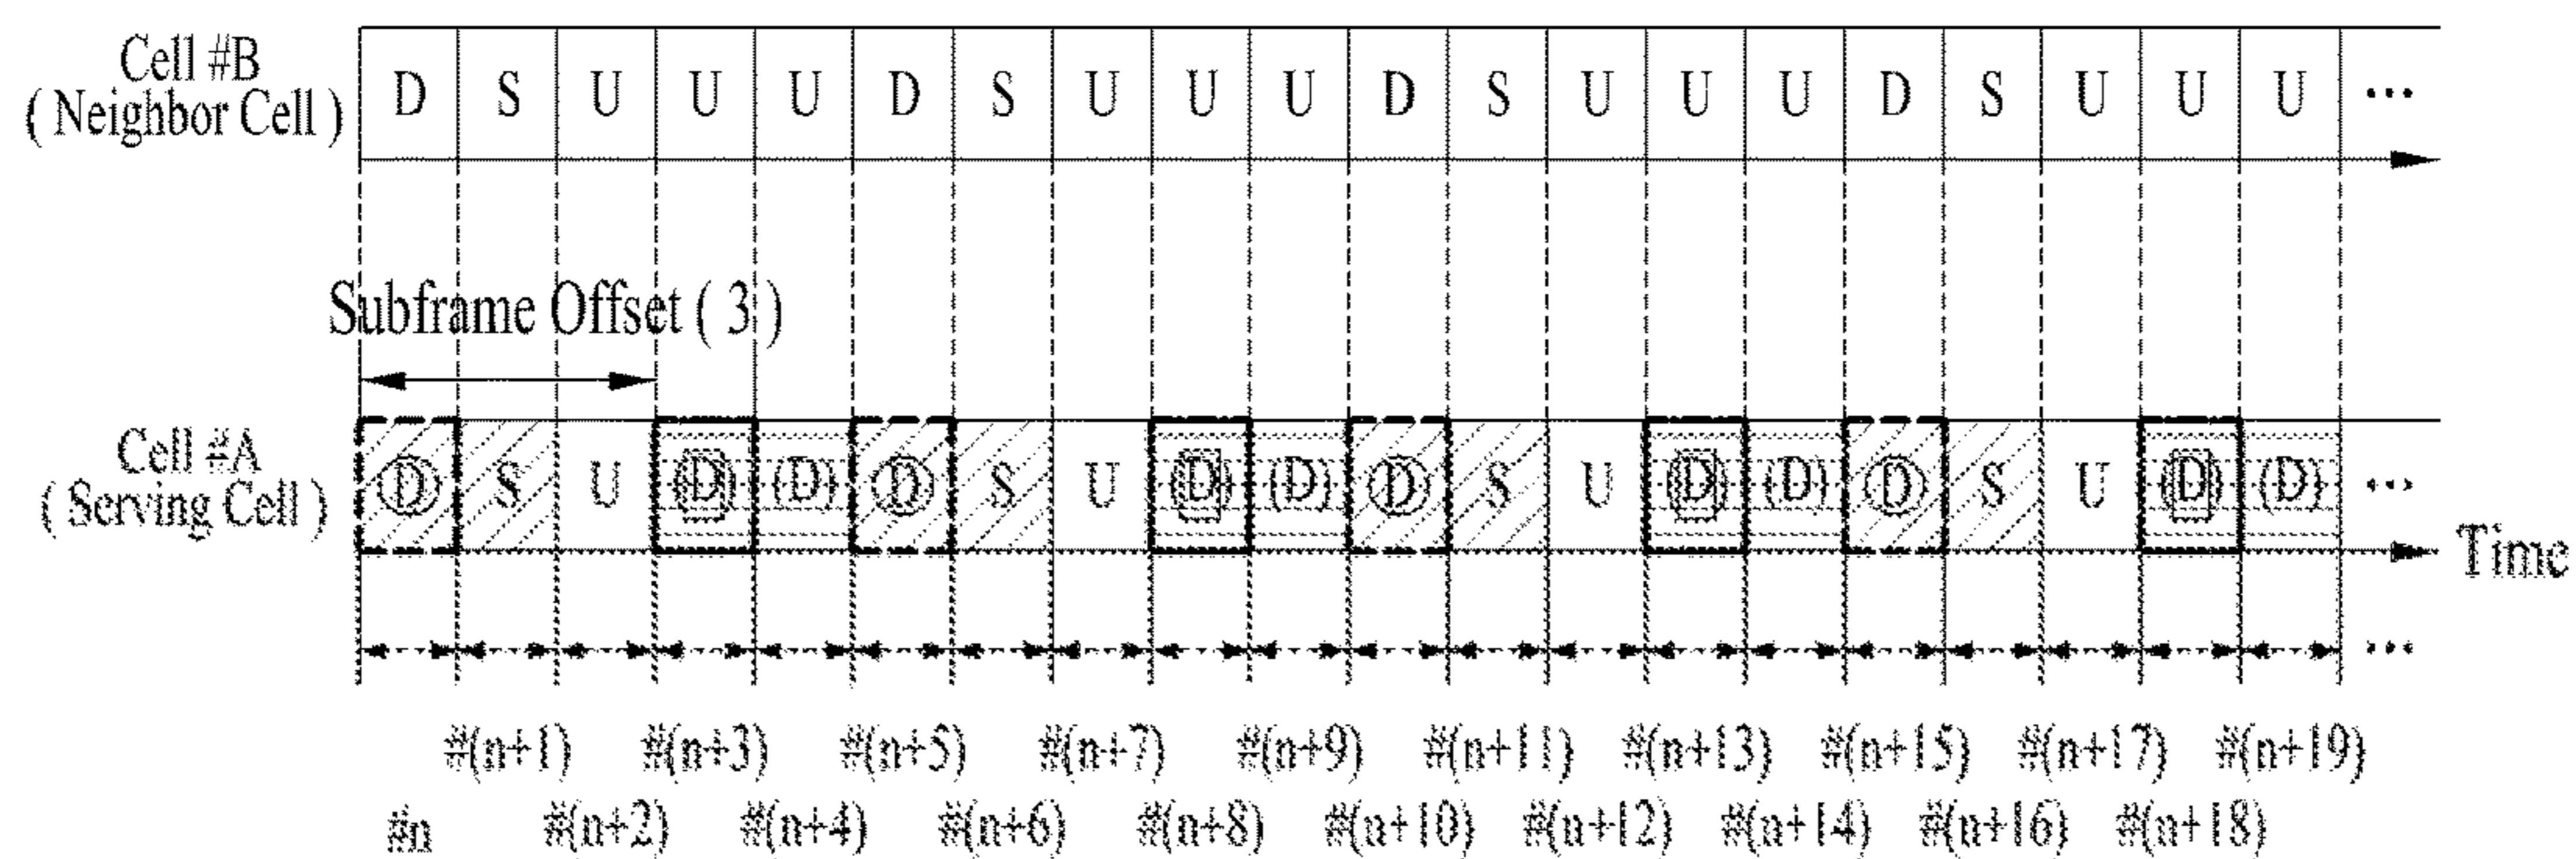 Cell #B
( Neighbor Cell )
D S U U U D S U U U D S U U U D S U U U ...
Subframe Offset ( 3 )
Cell #A
( Serving Cell )
D S U (D) (D) D S U (D) (D) D S U (D) (D) D S U (D) (D) ...
Time
...
#(n+1) #(n+3) #(n+5) #(n+7) #(n+9) #(n+11) #(n+13) #(n+15) #(n+17) #(n+19)
#n #(n+2) #(n+4) #(n+6) #(n+8) #(n+10) #(n+12) #(n+14) #(n+16) #(n+18)